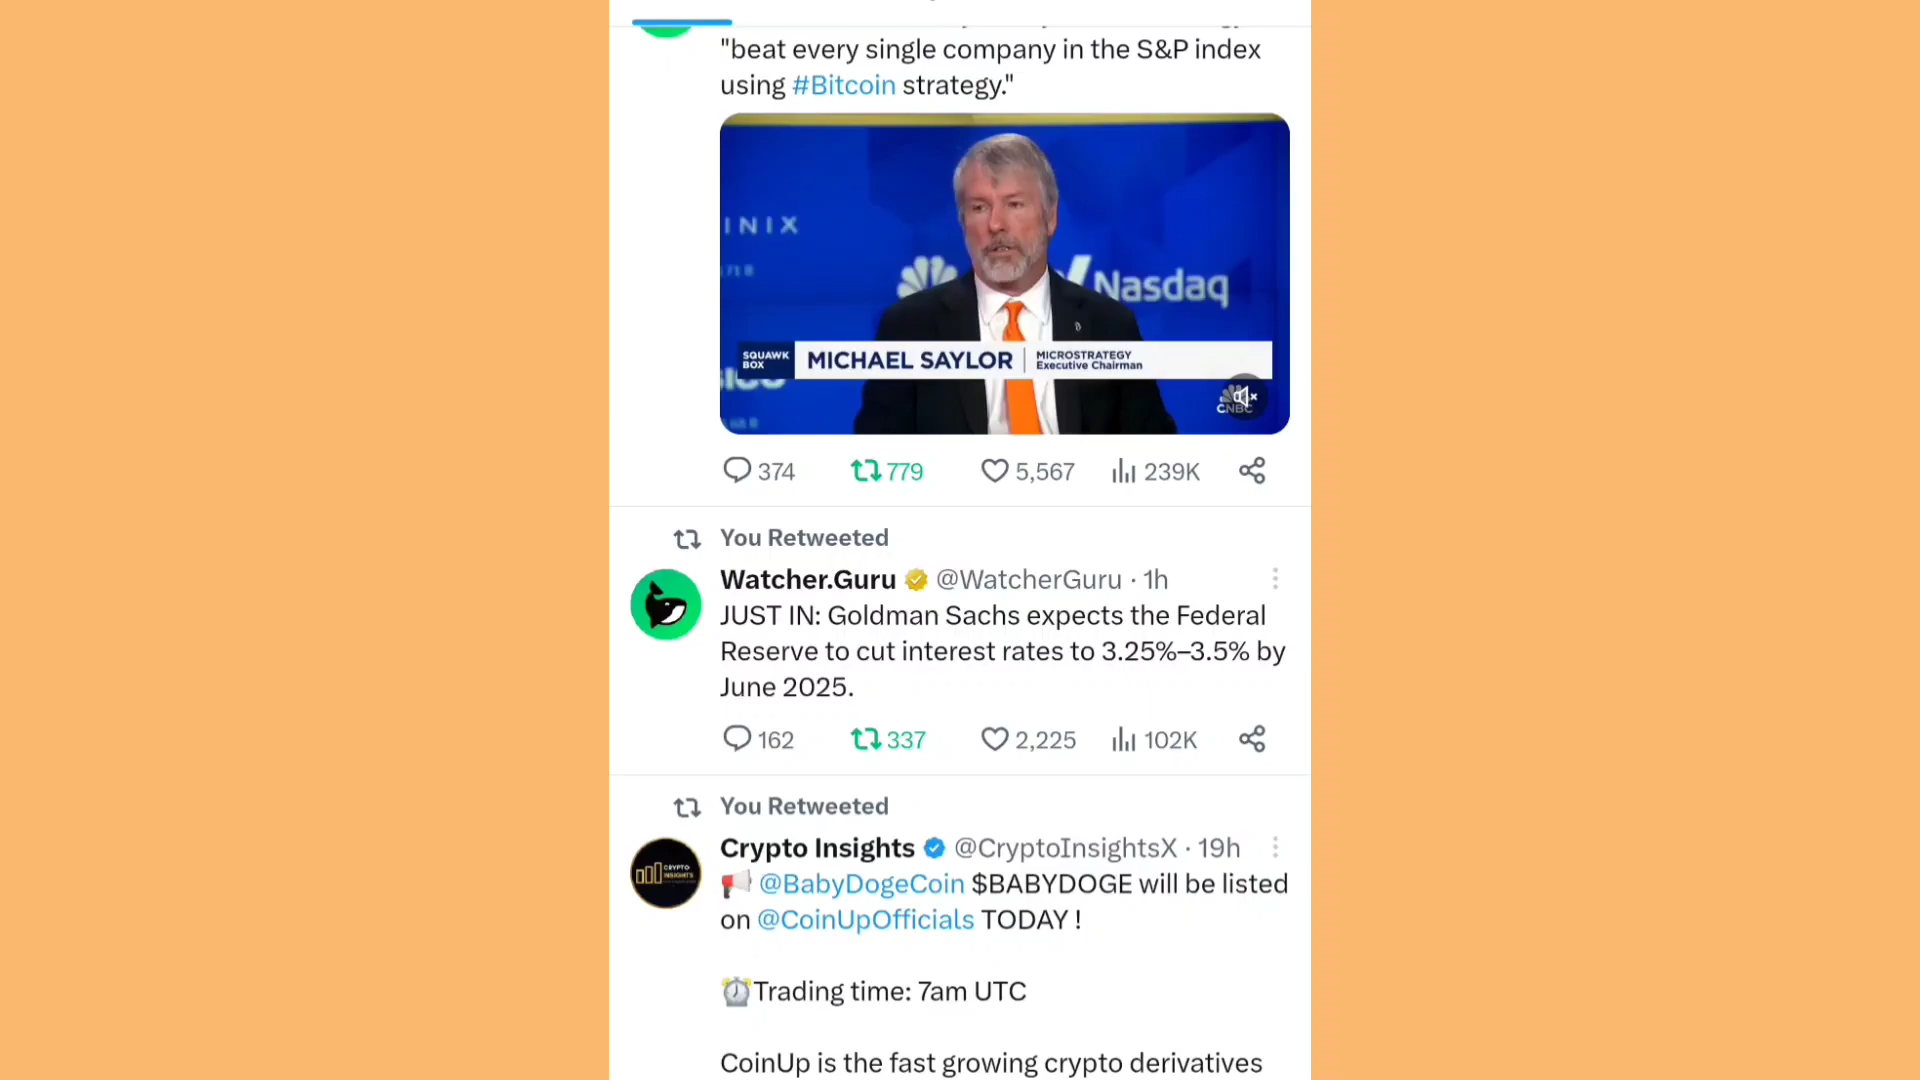 "beat every single company in the S&P index
using #Bitcoin strategy."
INIX
Nasdaq
SQUAWK
BOX
MICHAEL SAYLOR
MICROSTRATEGY
Executive Chairman
CNBC
374
779
5,567
239K
You Retweeted
Watcher.Guru @WatcherGuru · 1h
JUST IN: Goldman Sachs expects the Federal
Reserve to cut interest rates to 3.25%–3.5% by
June 2025.
162
337
2,225
102K
You Retweeted
Crypto Insights @CryptoInsightsX · 19h
CRYPTO
INSIGHTS
📢 @BabyDogeCoin $BABYDOGE will be listed
on @CoinUpOfficials TODAY !
⏰Trading time: 7am UTC
CoinUp is the fast growing crypto derivatives